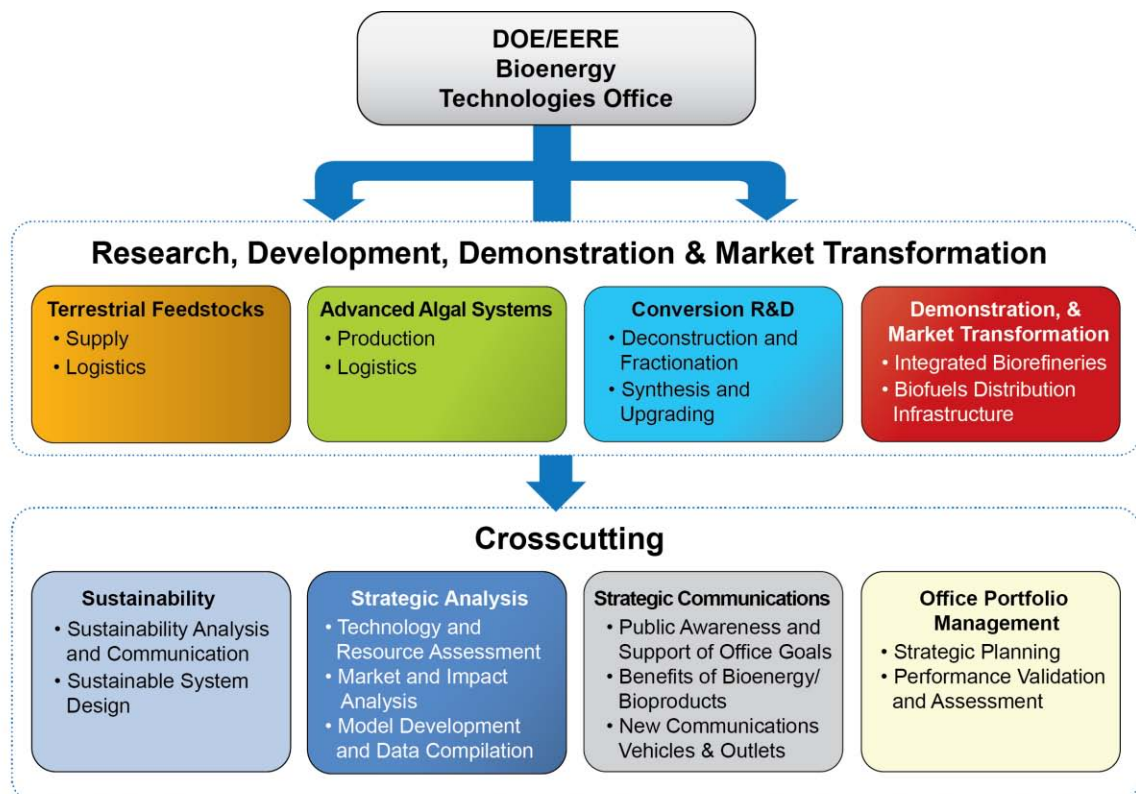 DOE/EERE
Bioenergy
Technologies Office
Research, Development, Demonstration & Market Transformation
Terrestrial Feedstocks
• Supply
• Logistics
Advanced Algal Systems
• Production
• Logistics
Conversion R&D
• Deconstruction and
Fractionation
• Synthesis and
Upgrading
Demonstration, &
Market Transformation
• Integrated Biorefineries
• Biofuels Distribution
Infrastructure
Crosscutting
Sustainability
• Sustainability Analysis
and Communication
• Sustainable System
Design
Strategic Analysis
• Technology and
Resource Assessment
• Market and Impact
Analysis
• Model Development
and Data Compilation
Strategic Communications
• Public Awareness and
Support of Office Goals
• Benefits of Bioenergy/
Bioproducts
• New Communications
Vehicles & Outlets
Office Portfolio
Management
• Strategic Planning
• Performance Validation
and Assessment